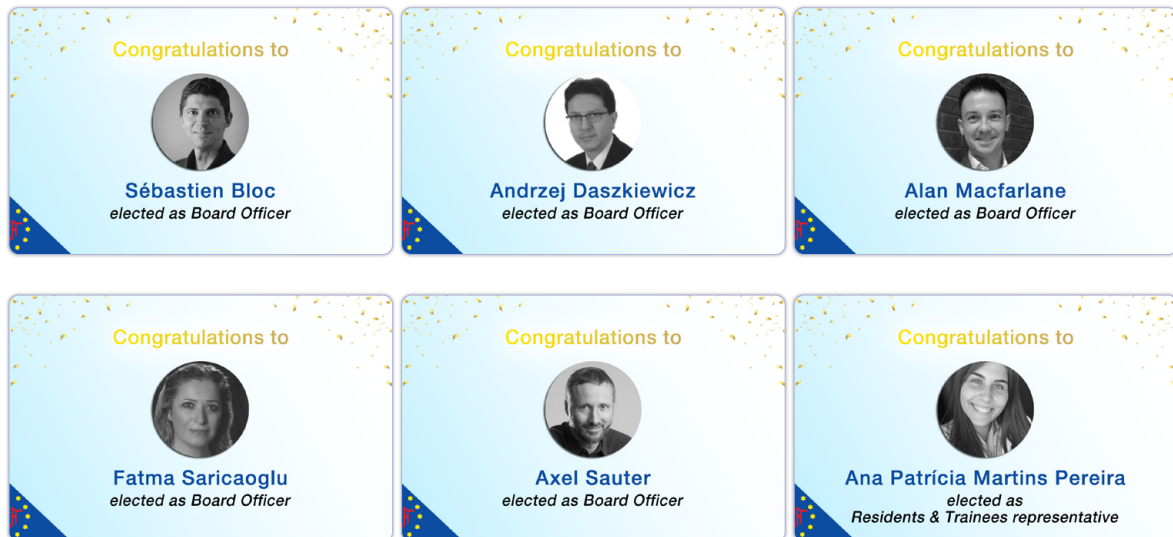 Congratulations to
Sébastien Bloc
elected as Board Officer
Congratulations to
Andrzej Daszkiewicz
elected as Board Officer
Congratulations to
Alan Macfarlane
elected as Board Officer
Congratulations to
Fatma Saricaoglu
elected as Board Officer
Congratulations to
Axel Sauter
elected as Board Officer
Congratulations to
Ana Patrícia Martins Pereira
elected as
Residents & Trainees representative